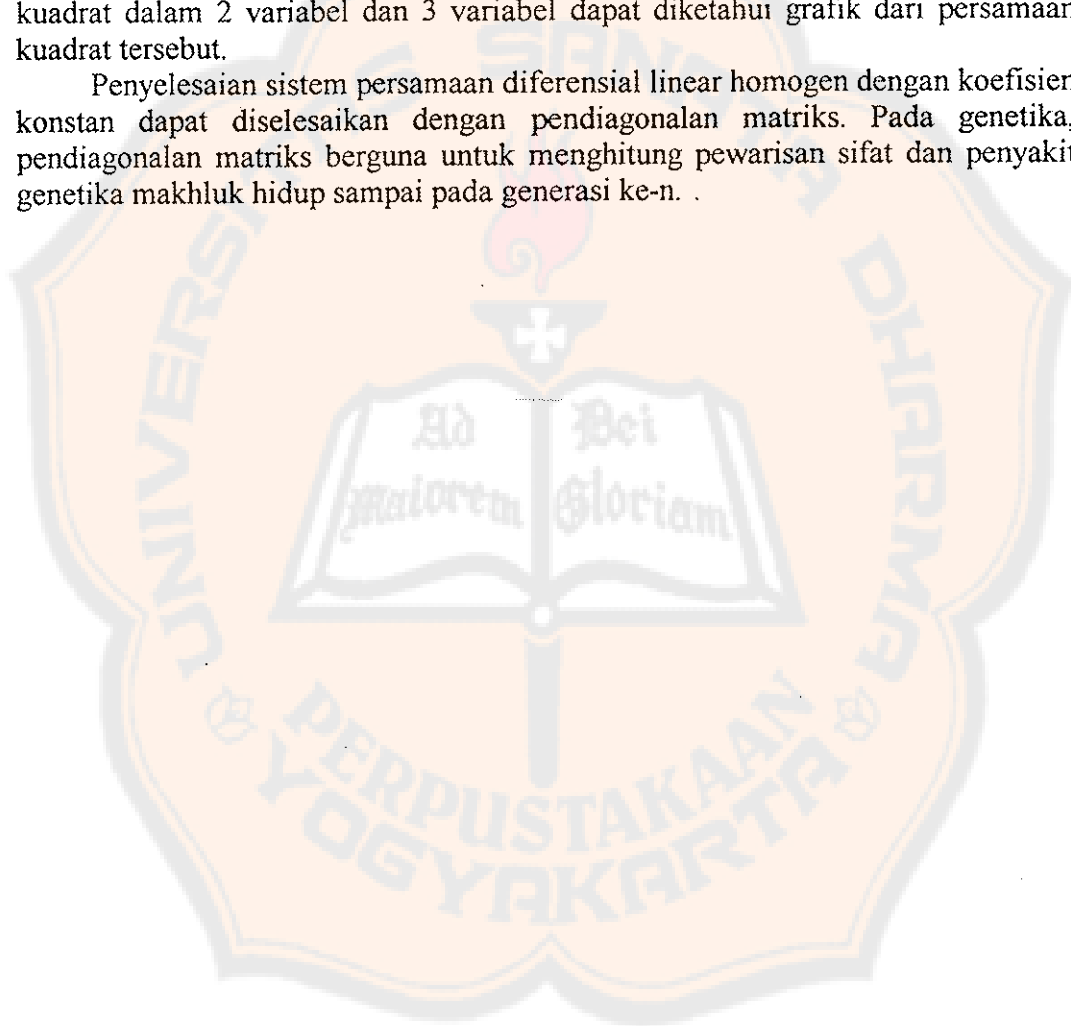 kuadrat dalam 2 variabel dan 3 variabel dapat diketahui grafik dari persamaan
kuadrat tersebut.
Penyelesaian sistem persamaan diferensial linear homogen dengan koefisien
konstan dapat diselesaikan dengan pendiagonalan matriks. Pada genetika,
pendiagonalan matriks berguna untuk menghitung pewarisan sifat dan penyakit
genetika makhluk hidup sampai pada generasi ke-n. .
UNIVERSITAS SANATA DHARMA
Ad Dei
Maiorem Gloriam
PERPUSTAKAAN
YOGYAKARTA